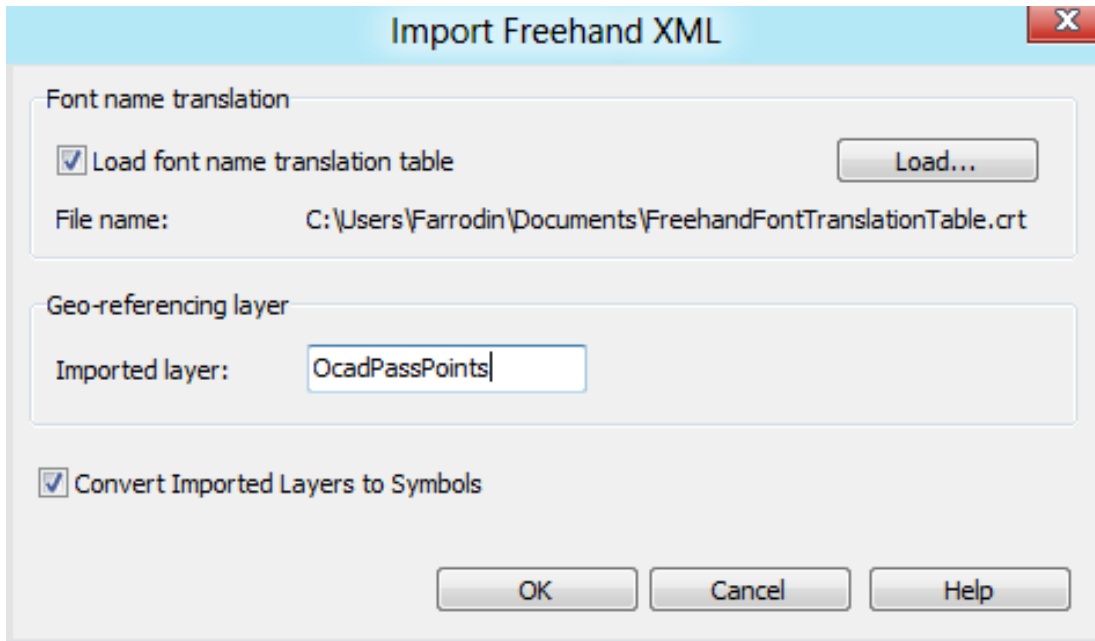 Import Freehand XML
x
Font name translation
Load font name translation table
Load...
File name: C:\Users\Farrodin\Documents\FreehandFontTranslationTable.crt
Geo-referencing layer
Imported layer: OcadPassPoints
Convert Imported Layers to Symbols
OK Cancel Help